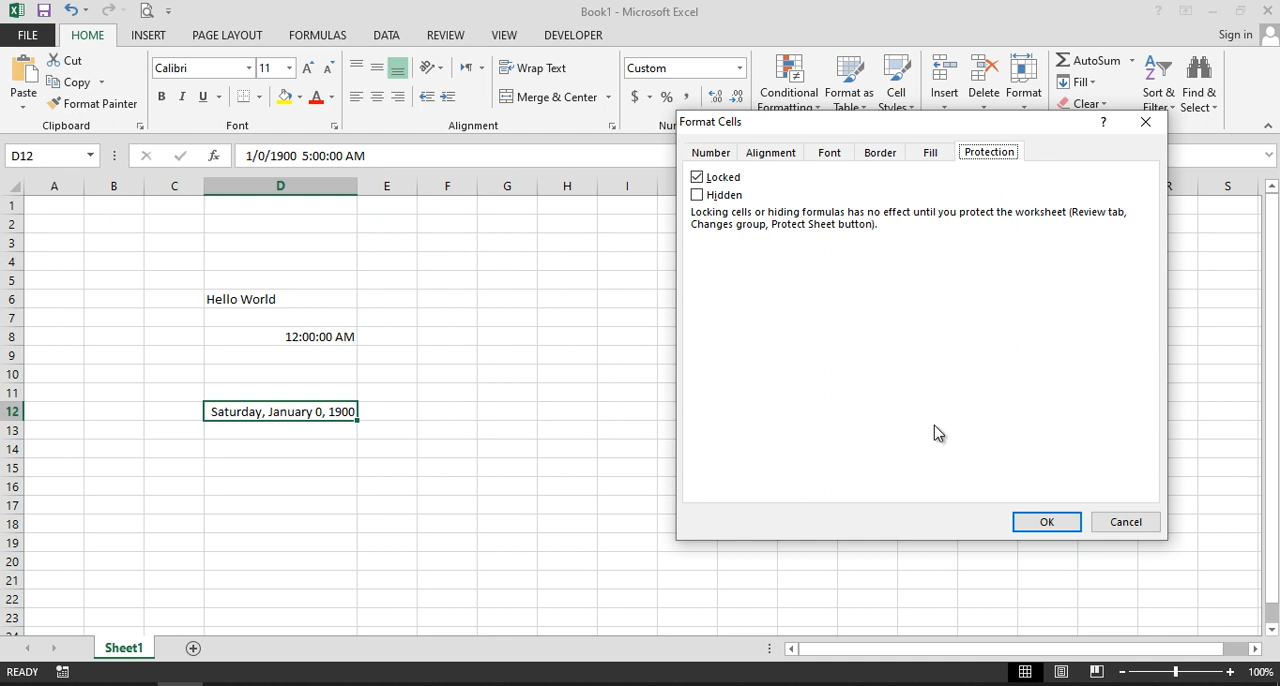 Book1 - Microsoft Excel
FILE HOME INSERT PAGE LAYOUT FORMULAS DATA REVIEW VIEW DEVELOPER Sign in
Paste
Cut
Copy
Format Painter
Clipboard
Calibri 11
B I U A
Font
Wrap Text
Merge & Center
Alignment
Custom
$ % ,
Conditional
Format as
Cell
Insert Delete Format
AutoSum
Fill
Clear
Sort & Find &
Filter Select
D12 fx 1/0/1900 5:00:00 AM
A B C D E F G H I S
1
2
3
4
5
6 Hello World
7
8 12:00:00 AM
9
10
11
12 Saturday, January 0, 1900
13
14
15
16
17
18
19
20
21
22
23
Format Cells ?
Number Alignment Font Border Fill Protection
Locked
Hidden
Locking cells or hiding formulas has no effect until you protect the worksheet (Review tab,
Changes group, Protect Sheet button).
OK Cancel
Sheet1
READY 100%